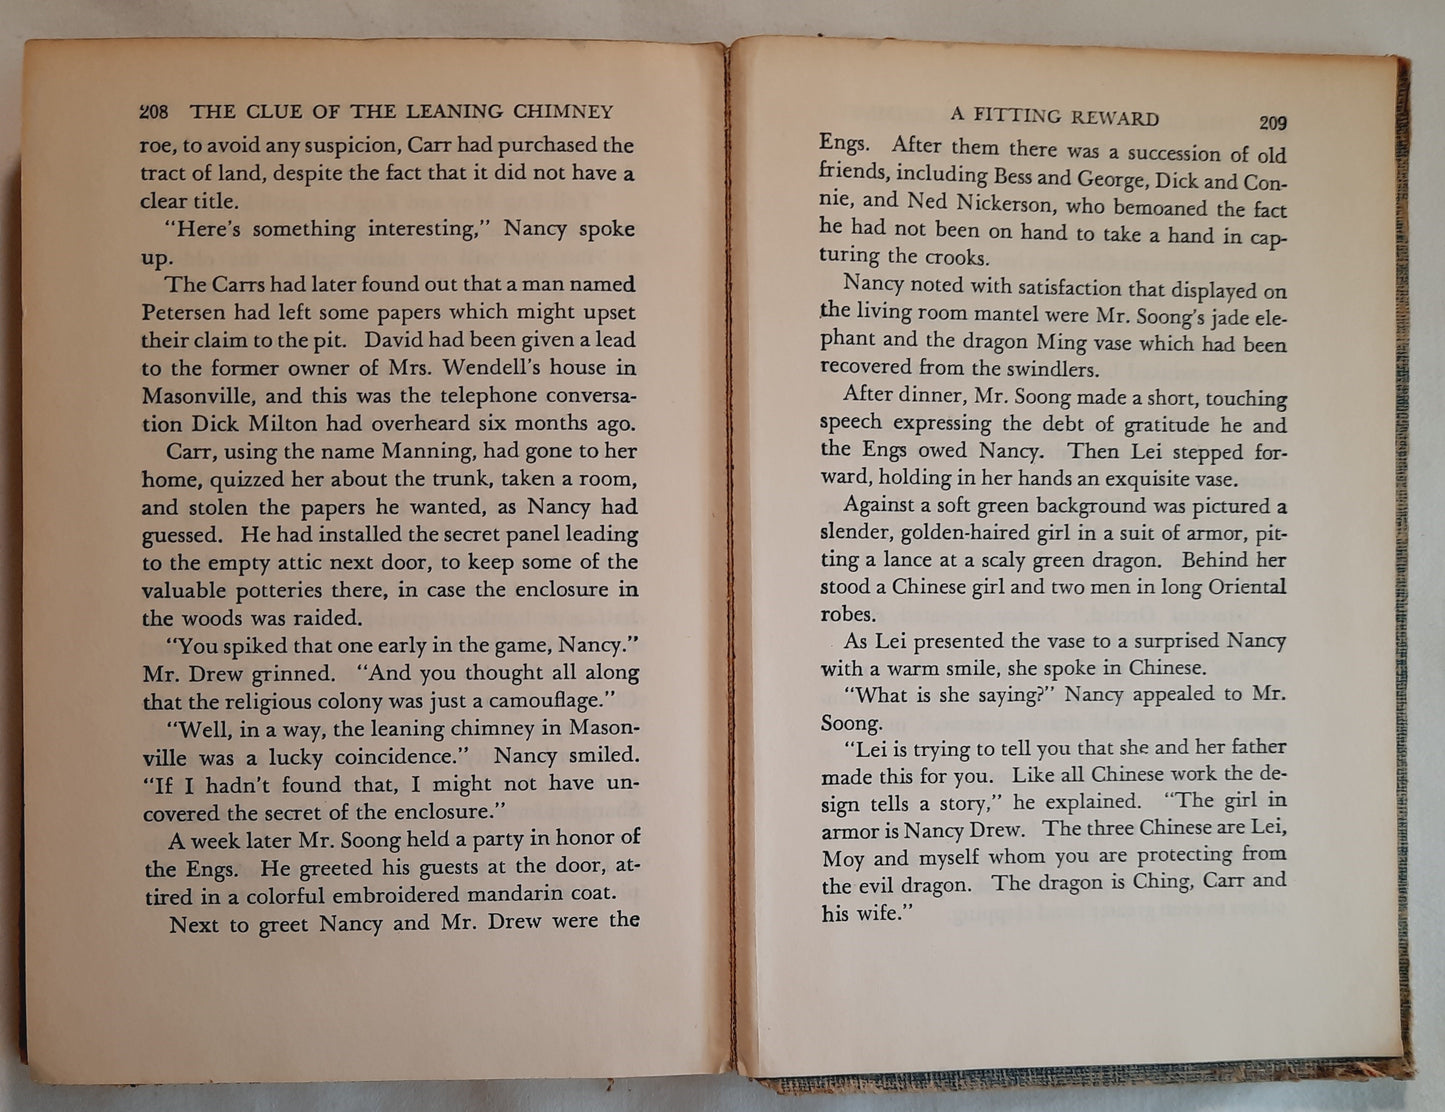 208 THE CLUE OF THE LEANING CHIMNEY
roe, to avoid any suspicion, Carr had purchased the
tract of land, despite the fact that it did not have a
clear title.
"Here's something interesting," Nancy spoke
up.
The Carrs had later found out that a man named
Petersen had left some papers which might upset
their claim to the pit. David had been given a lead
to the former owner of Mrs. Wendell's house in
Masonville, and this was the telephone conversa-
tion Dick Milton had overheard six months ago.
Carr, using the name Manning, had gone to her
home, quizzed her about the trunk, taken a room,
and stolen the papers he wanted, as Nancy had
guessed. He had installed the secret panel leading
to the empty attic next door, to keep some of the
valuable potteries there, in case the enclosure in
the woods was raided.
"You spiked that one early in the game, Nancy."
Mr. Drew grinned. "And you thought all along
that the religious colony was just a camouflage."
"Well, in a way, the leaning chimney in Mason-
ville was a lucky coincidence." Nancy smiled.
"If I hadn't found that, I might not have un-
covered the secret of the enclosure."
A week later Mr. Soong held a party in honor of
the Engs. He greeted his guests at the door, at-
tired in a colorful embroidered mandarin coat.
Next to greet Nancy and Mr. Drew were the
A FITTING REWARD 209
Engs. After them there was a succession of old
friends, including Bess and George, Dick and Con-
nie, and Ned Nickerson, who bemoaned the fact
he had not been on hand to take a hand in cap-
turing the crooks.
Nancy noted with satisfaction that displayed on
the living room mantel were Mr. Soong's jade ele-
phant and the dragon Ming vase which had been
recovered from the swindlers.
After dinner, Mr. Soong made a short, touching
speech expressing the debt of gratitude he and
the Engs owed Nancy. Then Lei stepped for-
ward, holding in her hands an exquisite vase.
Against a soft green background was pictured a
slender, golden-haired girl in a suit of armor, pit-
ting a lance at a scaly green dragon. Behind her
stood a Chinese girl and two men in long Oriental
robes.
As Lei presented the vase to a surprised Nancy
with a warm smile, she spoke in Chinese.
"What is she saying?" Nancy appealed to Mr.
Soong.
"Lei is trying to tell you that she and her father
made this for you. Like all Chinese work the de-
sign tells a story," he explained. "The girl in
armor is Nancy Drew. The three Chinese are Lei,
Moy and myself whom you are protecting from
the evil dragon. The dragon is Ching, Carr and
his wife."